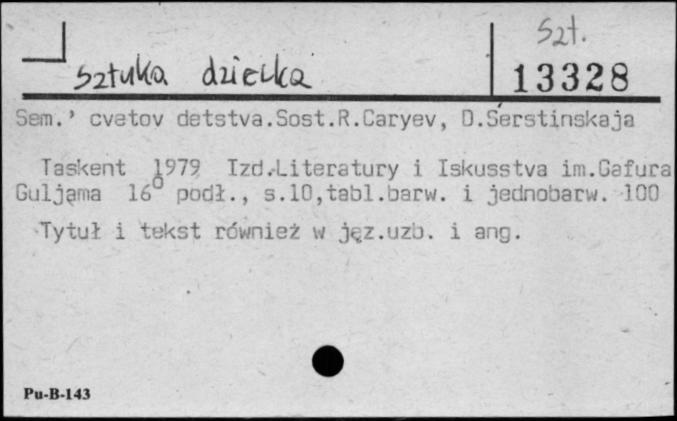 Szt.
sztuka dziecka
13328
Sem.' cvetov detstva.Sost.R.Caryev, D.Šerstinskaja
Taskent 1979 Izd.Literatury i Iskusstva im.Gafura
Guljama 16⁰ podł., s.10,tabl.barw. i jednobarw. 100
Tytuł i tekst również w jęz.uzb. i ang.
Pu-B-143